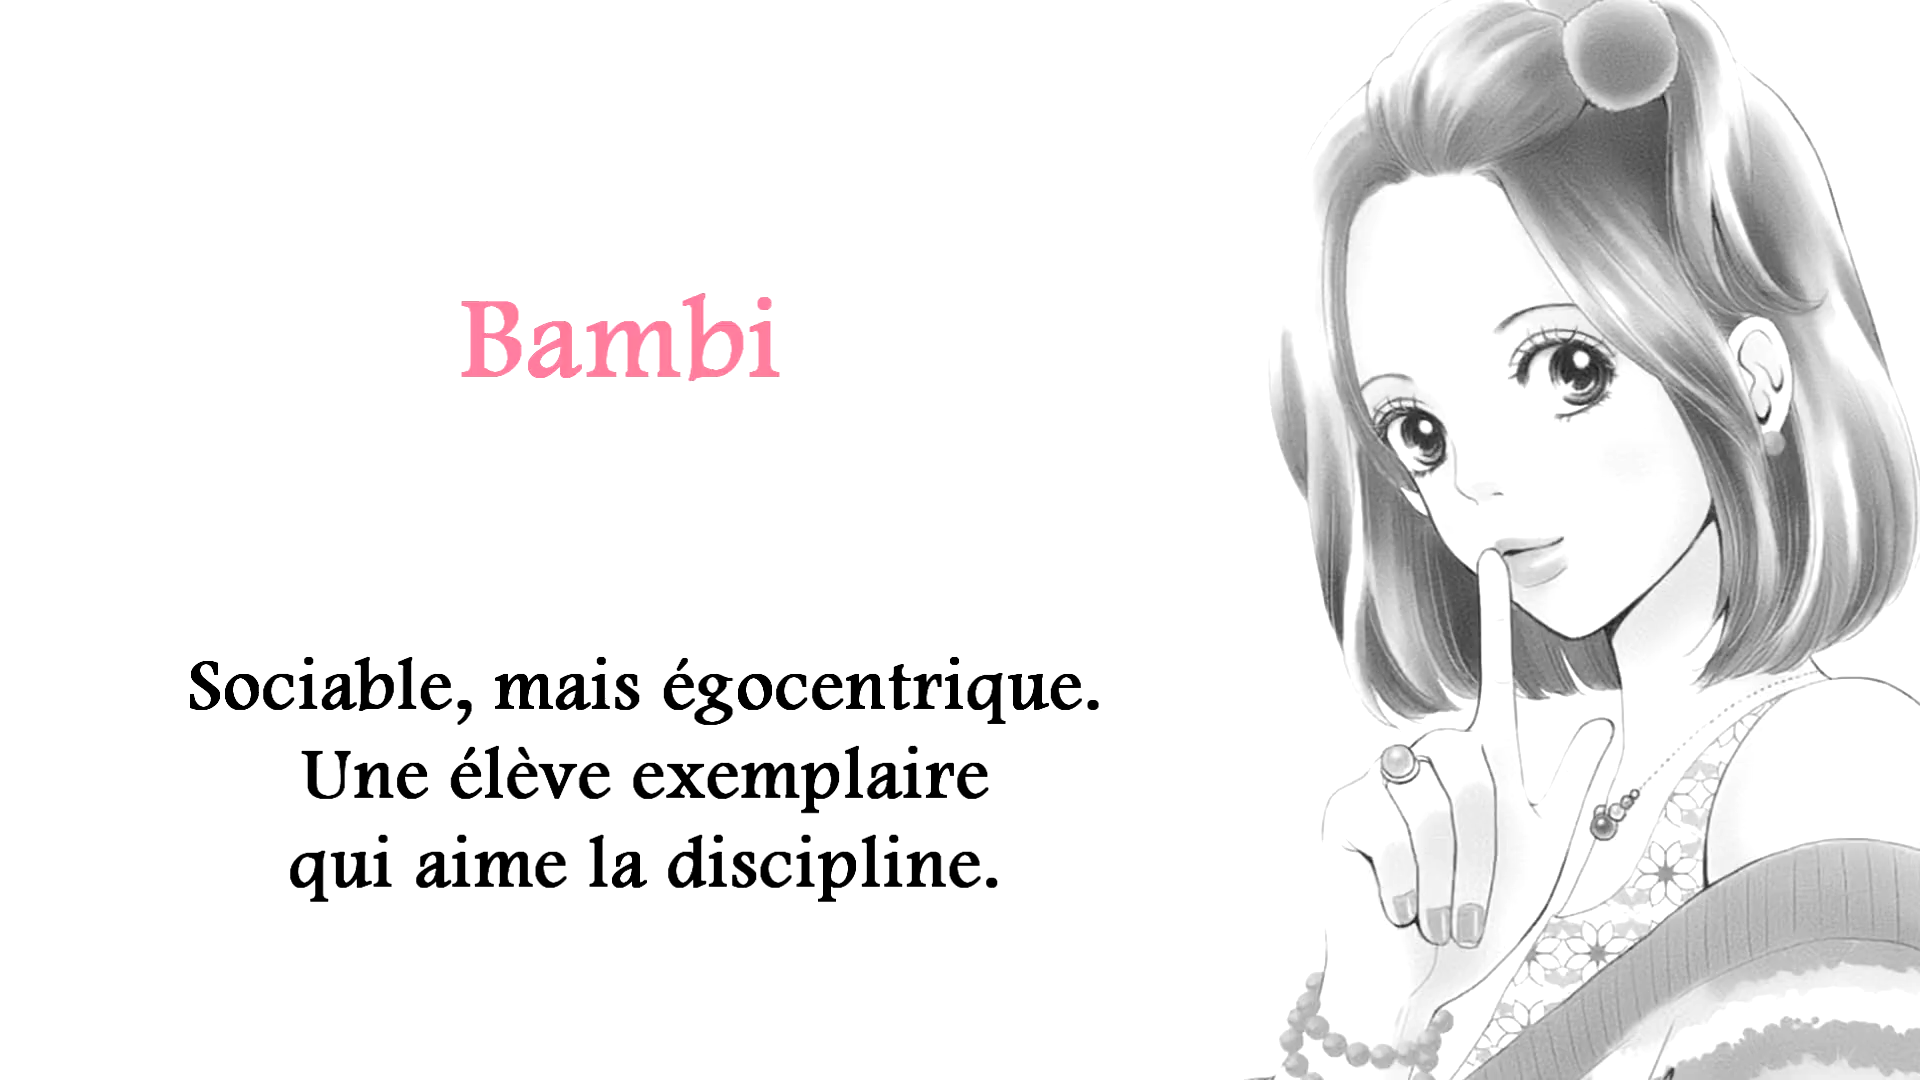 Bambi
Sociable, mais égocentrique.
Une élève exemplaire
qui aime la discipline.